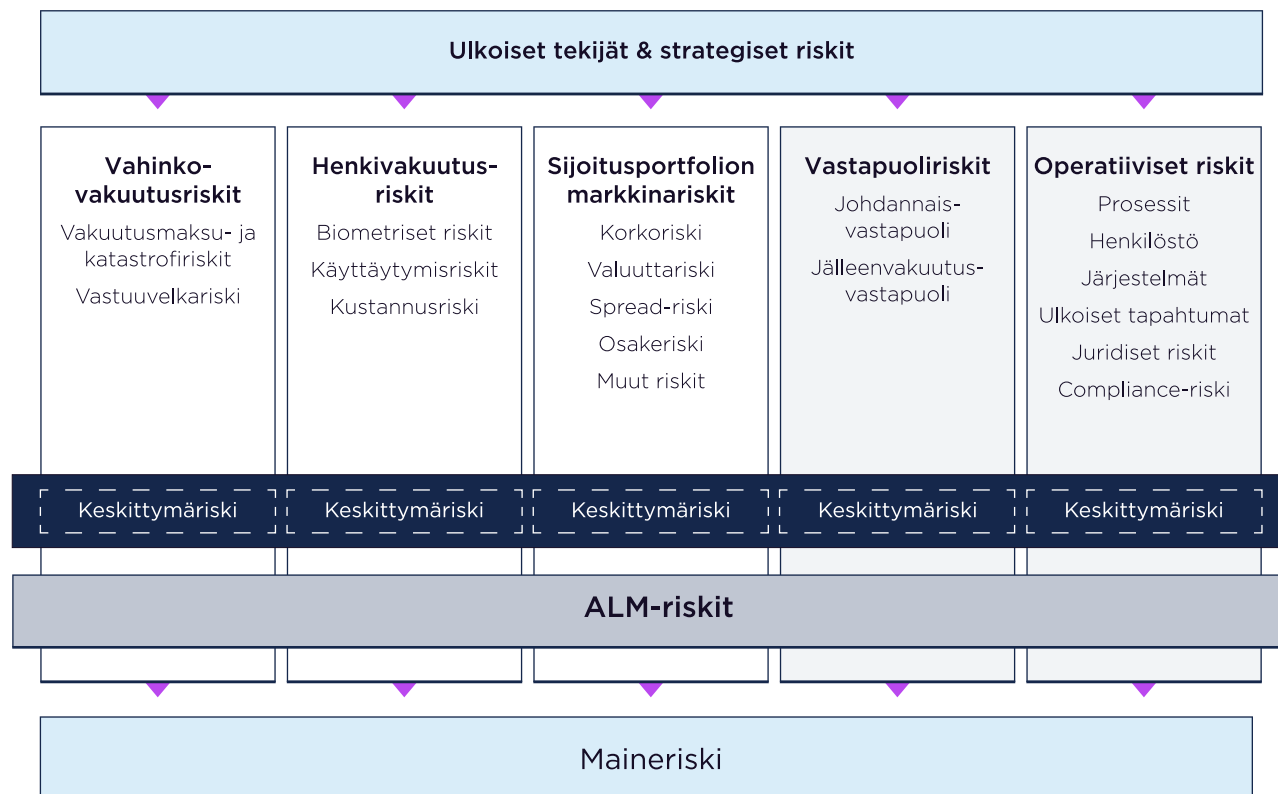 Ulkoiset tekijät & strategiset riskit
Vahinko-
vakuutusriskit
Vakuutusmaksu- ja
katastrofiriskit
Vastuuvelkariski
Henkivakuutus-
riskit
Biometriset riskit
Käyttäytymisriskit
Kustannusriski
Sijoitusportfolion
markkinariskit
Korkoriski
Valuuttariski
Spread-riski
Osakeriski
Muut riskit
Vastapuoliriskit
Johdannais-
vastapuoli
Jälleenvakuutus-
vastapuoli
Operatiiviset riskit
Prosessit
Henkilöstö
Järjestelmät
Ulkoiset tapahtumat
Juridiset riskit
Compliance-riski
Keskittymäriski
Keskittymäriski
Keskittymäriski
Keskittymäriski
Keskittymäriski
ALM-riskit
Maineriski